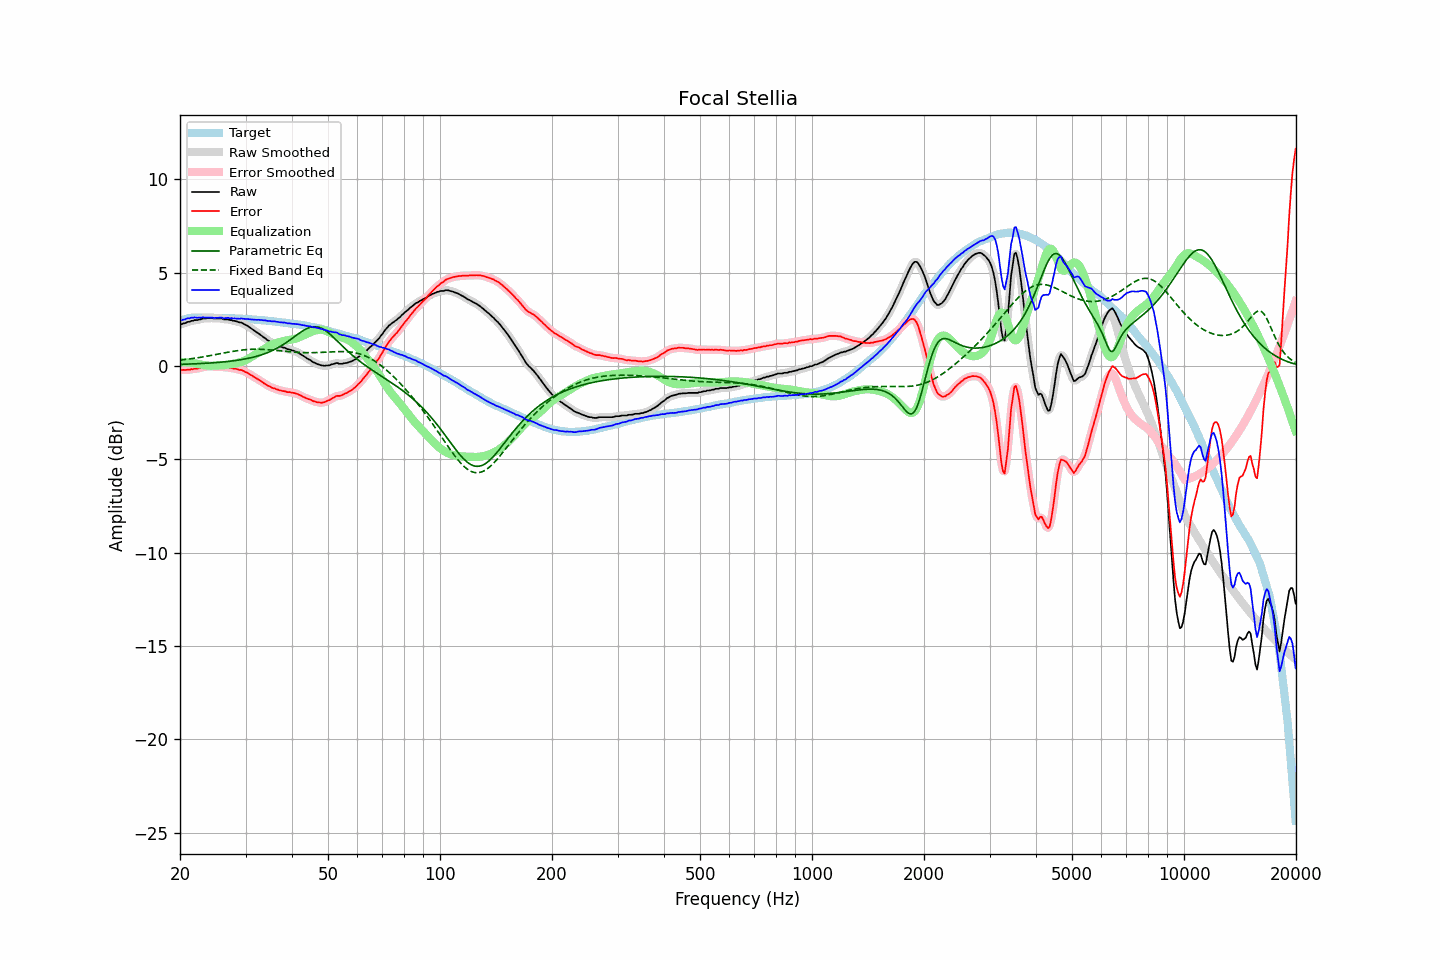 Focal Stellia
Target
Raw Smoothed
Error Smoothed
Raw
Error
Equalization
Parametric Eq
Fixed Band Eq
Equalized
10
5
0
−5
−10
−15
−20
−25
Amplitude (dBr)
20 50 100 200 500 1000 2000 5000 10000 20000
Frequency (Hz)